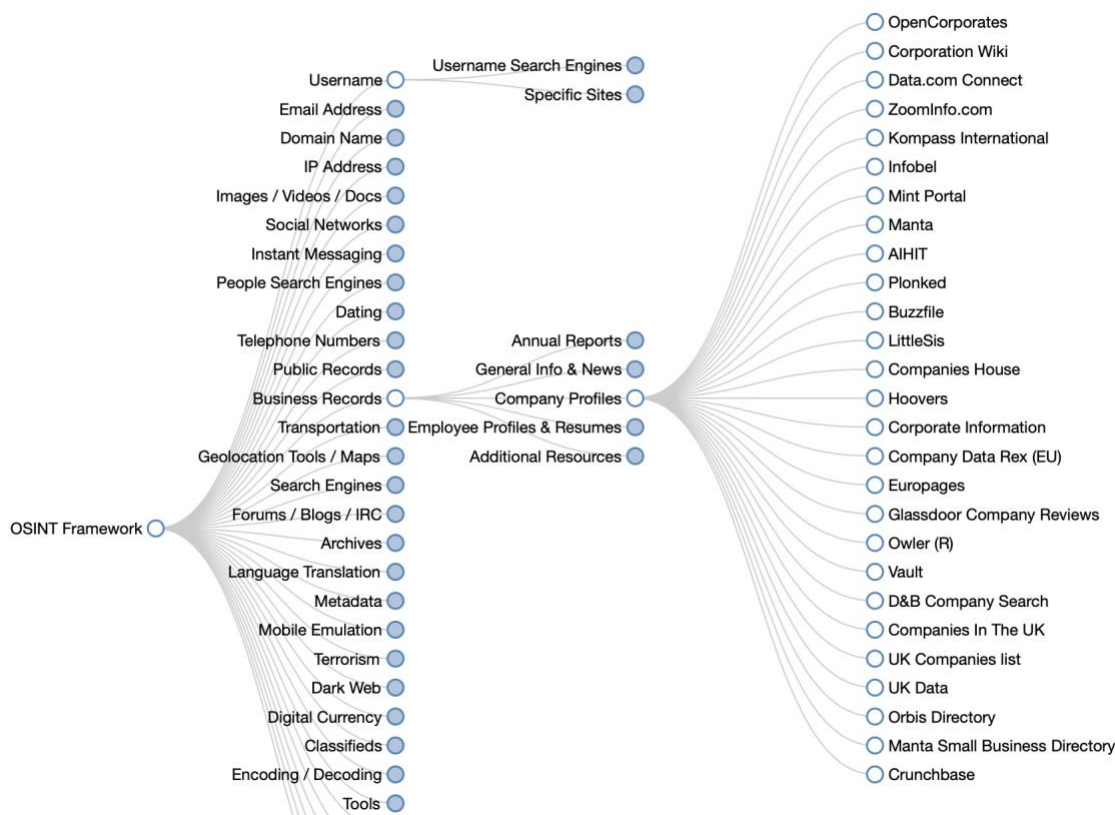 OSINT Framework
Username
Email Address
Domain Name
IP Address
Images / Videos / Docs
Social Networks
Instant Messaging
People Search Engines
Dating
Telephone Numbers
Public Records
Business Records
Transportation
Geolocation Tools / Maps
Search Engines
Forums / Blogs / IRC
Archives
Language Translation
Metadata
Mobile Emulation
Terrorism
Dark Web
Digital Currency
Classifieds
Encoding / Decoding
Tools
Username Search Engines
Specific Sites
Annual Reports
General Info & News
Company Profiles
Employee Profiles & Resumes
Additional Resources
OpenCorporates
Corporation Wiki
Data.com Connect
ZoomInfo.com
Kompass International
Infobel
Mint Portal
Manta
AIHIT
Plonked
Buzzfile
LittleSis
Companies House
Hoovers
Corporate Information
Company Data Rex (EU)
Europages
Glassdoor Company Reviews
Owler (R)
Vault
D&B Company Search
Companies In The UK
UK Companies list
UK Data
Orbis Directory
Manta Small Business Directory
Crunchbase